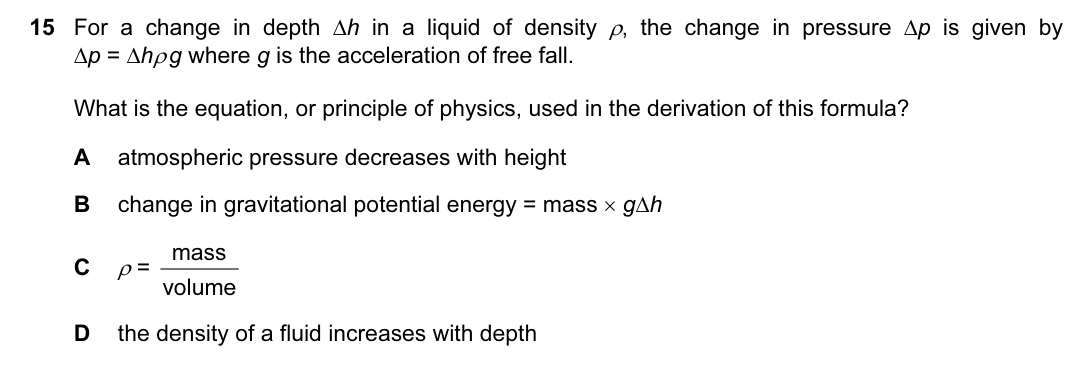 15 For a change in depth Δh in a liquid of density ρ, the change in pressure Δp is given by
Δp = Δhρg where g is the acceleration of free fall.
What is the equation, or principle of physics, used in the derivation of this formula?
A atmospheric pressure decreases with height
B change in gravitational potential energy = mass × gΔh
C ρ = mass
volume
D the density of a fluid increases with depth